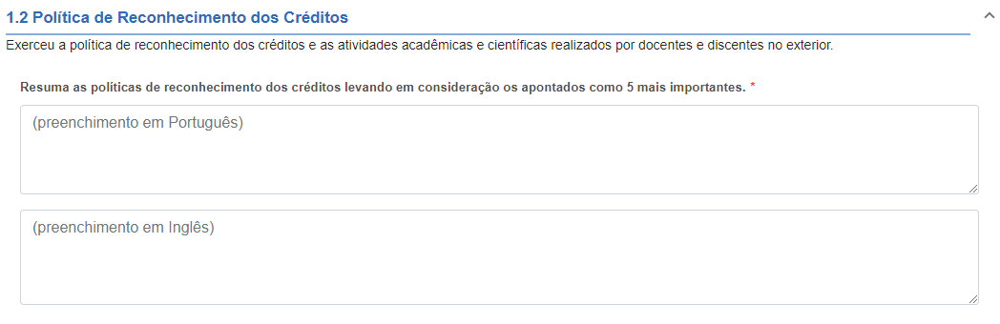 1.2 Política de Reconhecimento dos Créditos
Exerceu a política de reconhecimento dos créditos e as atividades acadêmicas e científicas realizados por docentes e discentes no exterior.
Resuma as políticas de reconhecimento dos créditos levando em consideração os apontados como 5 mais importantes. *
(preenchimento em Português)
(preenchimento em Inglês)